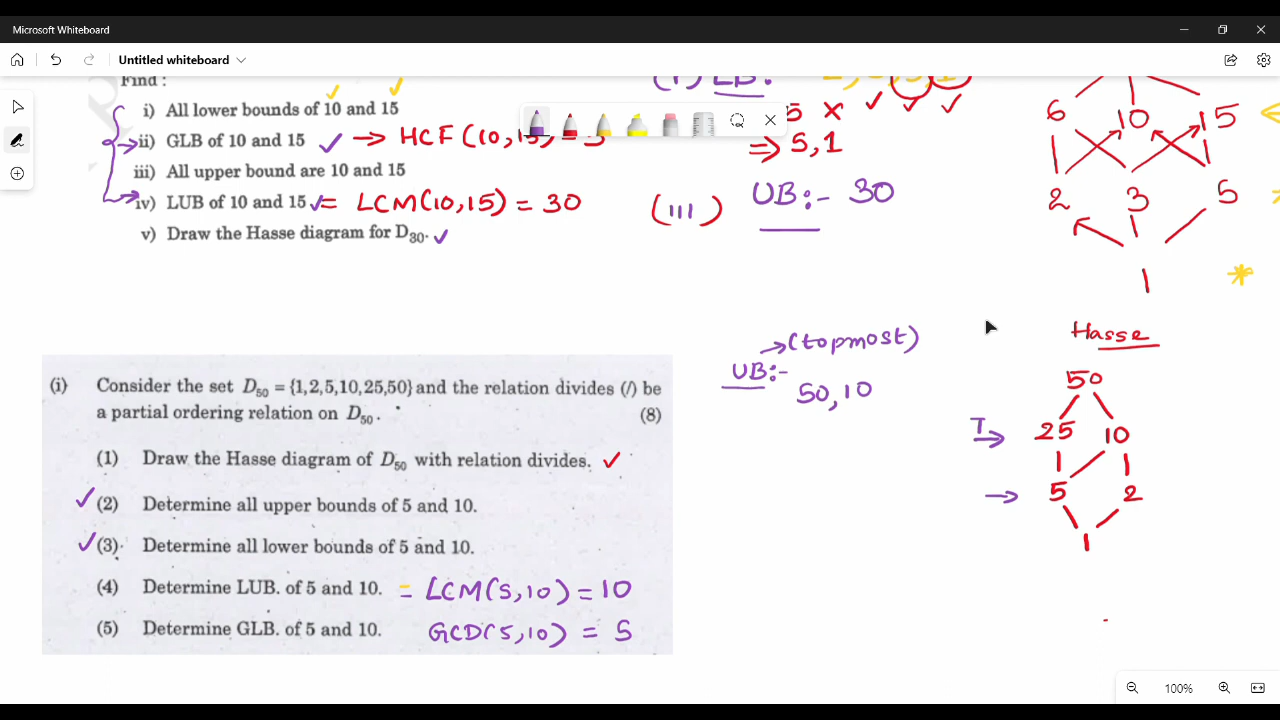 Microsoft Whiteboard
Untitled whiteboard
Find :
i) All lower bounds of 10 and 15
ii) GLB of 10 and 15 ✓ → HCF (10,15) =
iii) All upper bound are 10 and 15
iv) LUB of 10 and 15 ✓ = LCM(10,15) = 30
v) Draw the Hasse diagram for D30. ✓
LB:
5 ×
⇒ 5,1
(III) UB:- 30
6 10 15
2 3 5
1
(i) Consider the set D50 = {1,2,5,10,25,50} and the relation divides (/) be
a partial ordering relation on D50. (8)
(1) Draw the Hasse diagram of D50 with relation divides. ✓
✓ (2) Determine all upper bounds of 5 and 10.
✓ (3) Determine all lower bounds of 5 and 10.
(4) Determine LUB. of 5 and 10. = LCM(5,10) = 10
(5) Determine GLB. of 5 and 10. GCD(5,10) = 5
→(topmost)
UB:-
50,10
Hasse
50
T→ 25 10
→ 5 2
1
100%